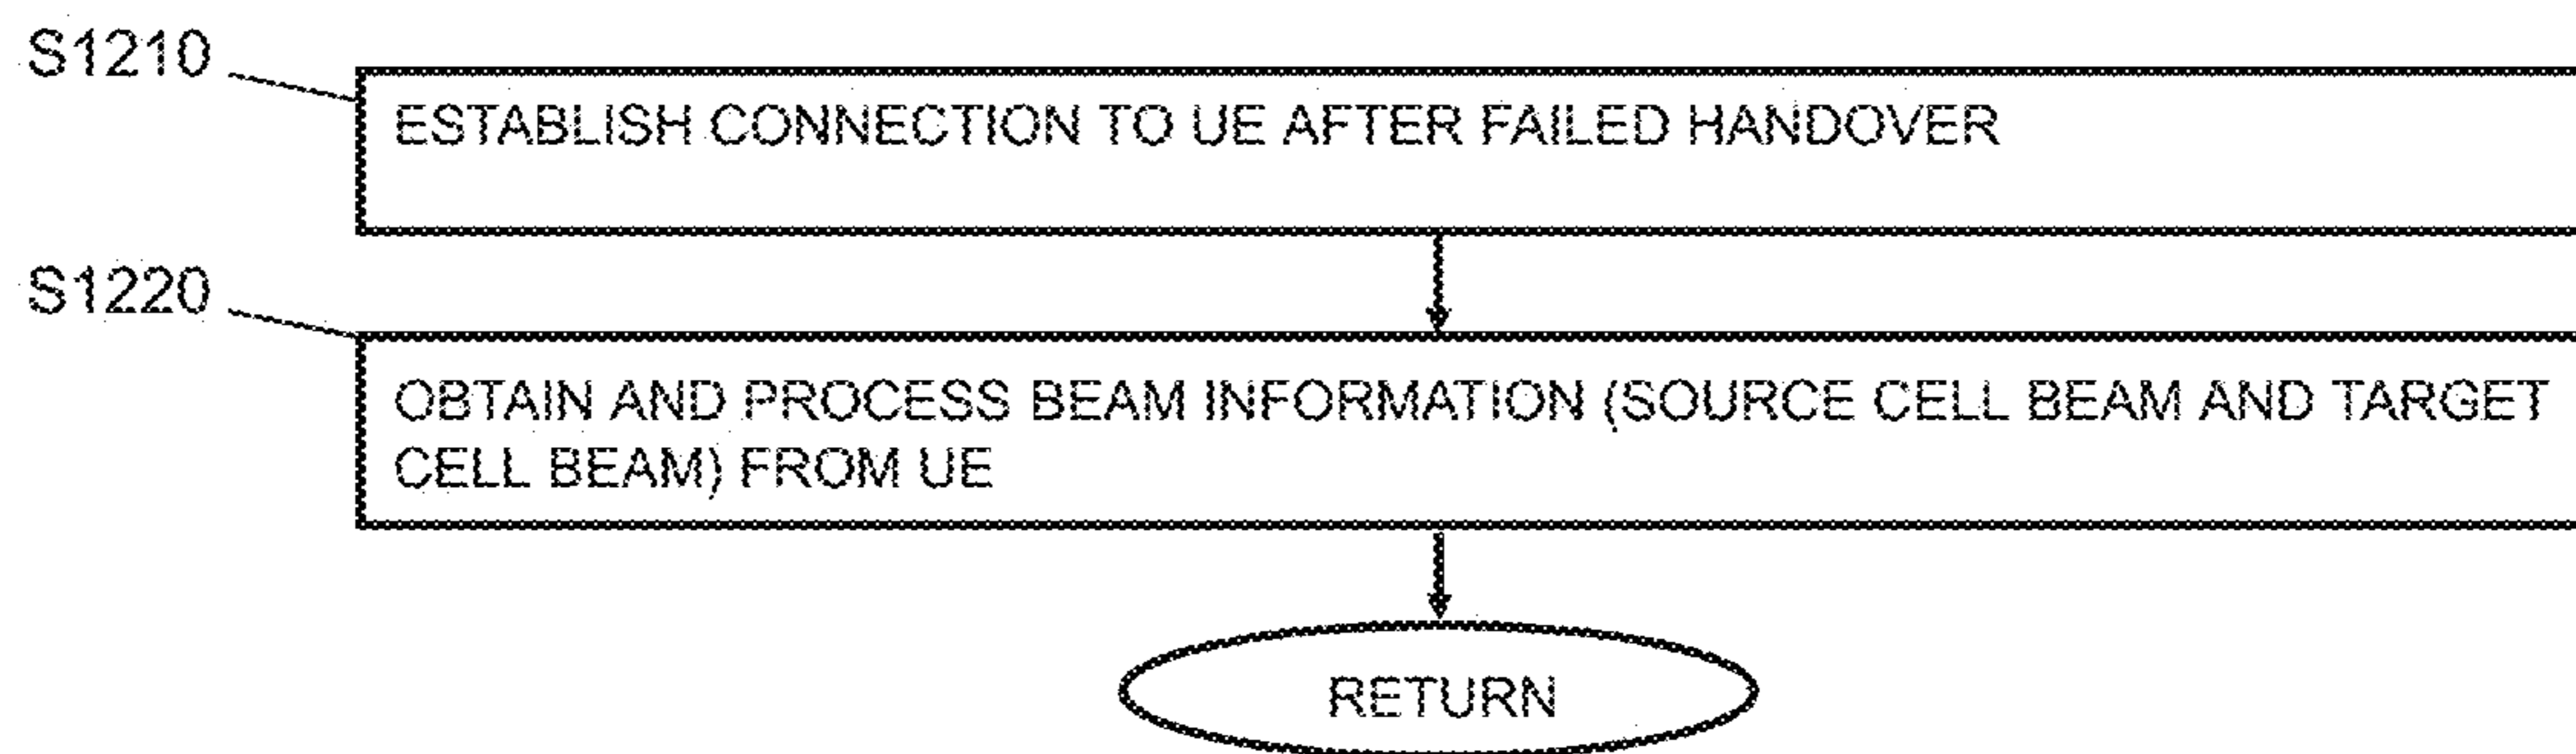 S1210
ESTABLISH CONNECTION TO UE AFTER FAILED HANDOVER
S1220
OBTAIN AND PROCESS BEAM INFORMATION (SOURCE CELL BEAM AND TARGET
CELL BEAM) FROM UE
RETURN